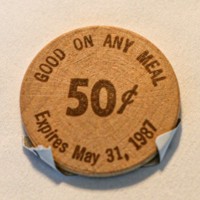 GOOD ON ANY MEAL
50¢
Expires May 31, 1987